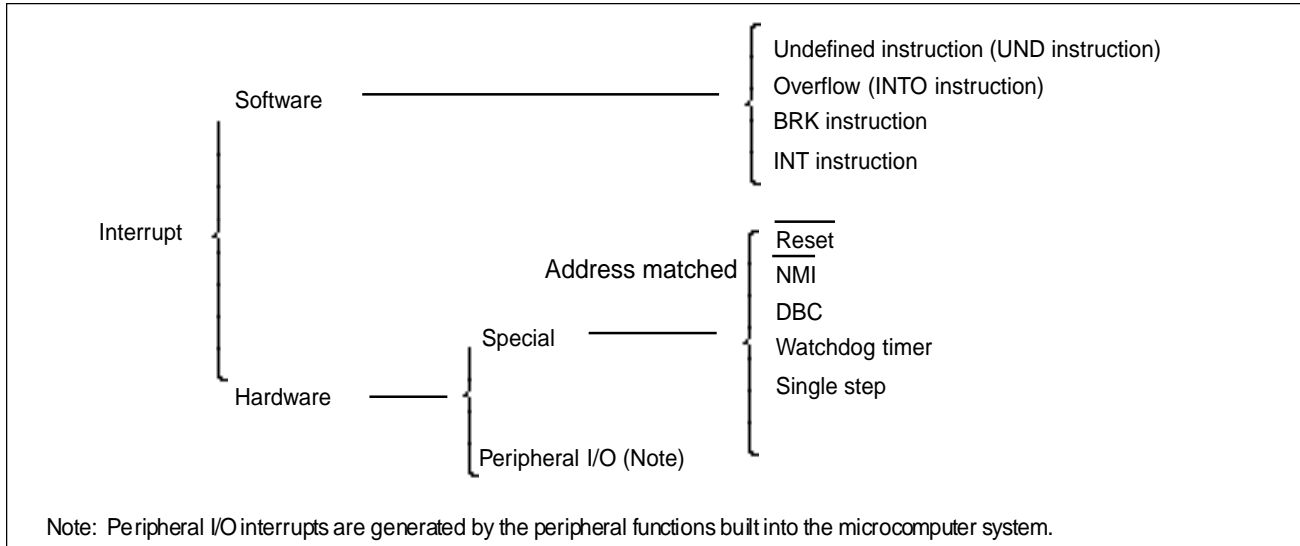 Undefined instruction (UND instruction)
Overflow (INTO instruction)
BRK instruction
INT instruction
Software
Interrupt
Reset
Address matched
NMI
DBC
Special
Watchdog timer
Single step
Hardware
Peripheral I/O (Note)
Note: Peripheral I/O interrupts are generated by the peripheral functions built into the microcomputer system.